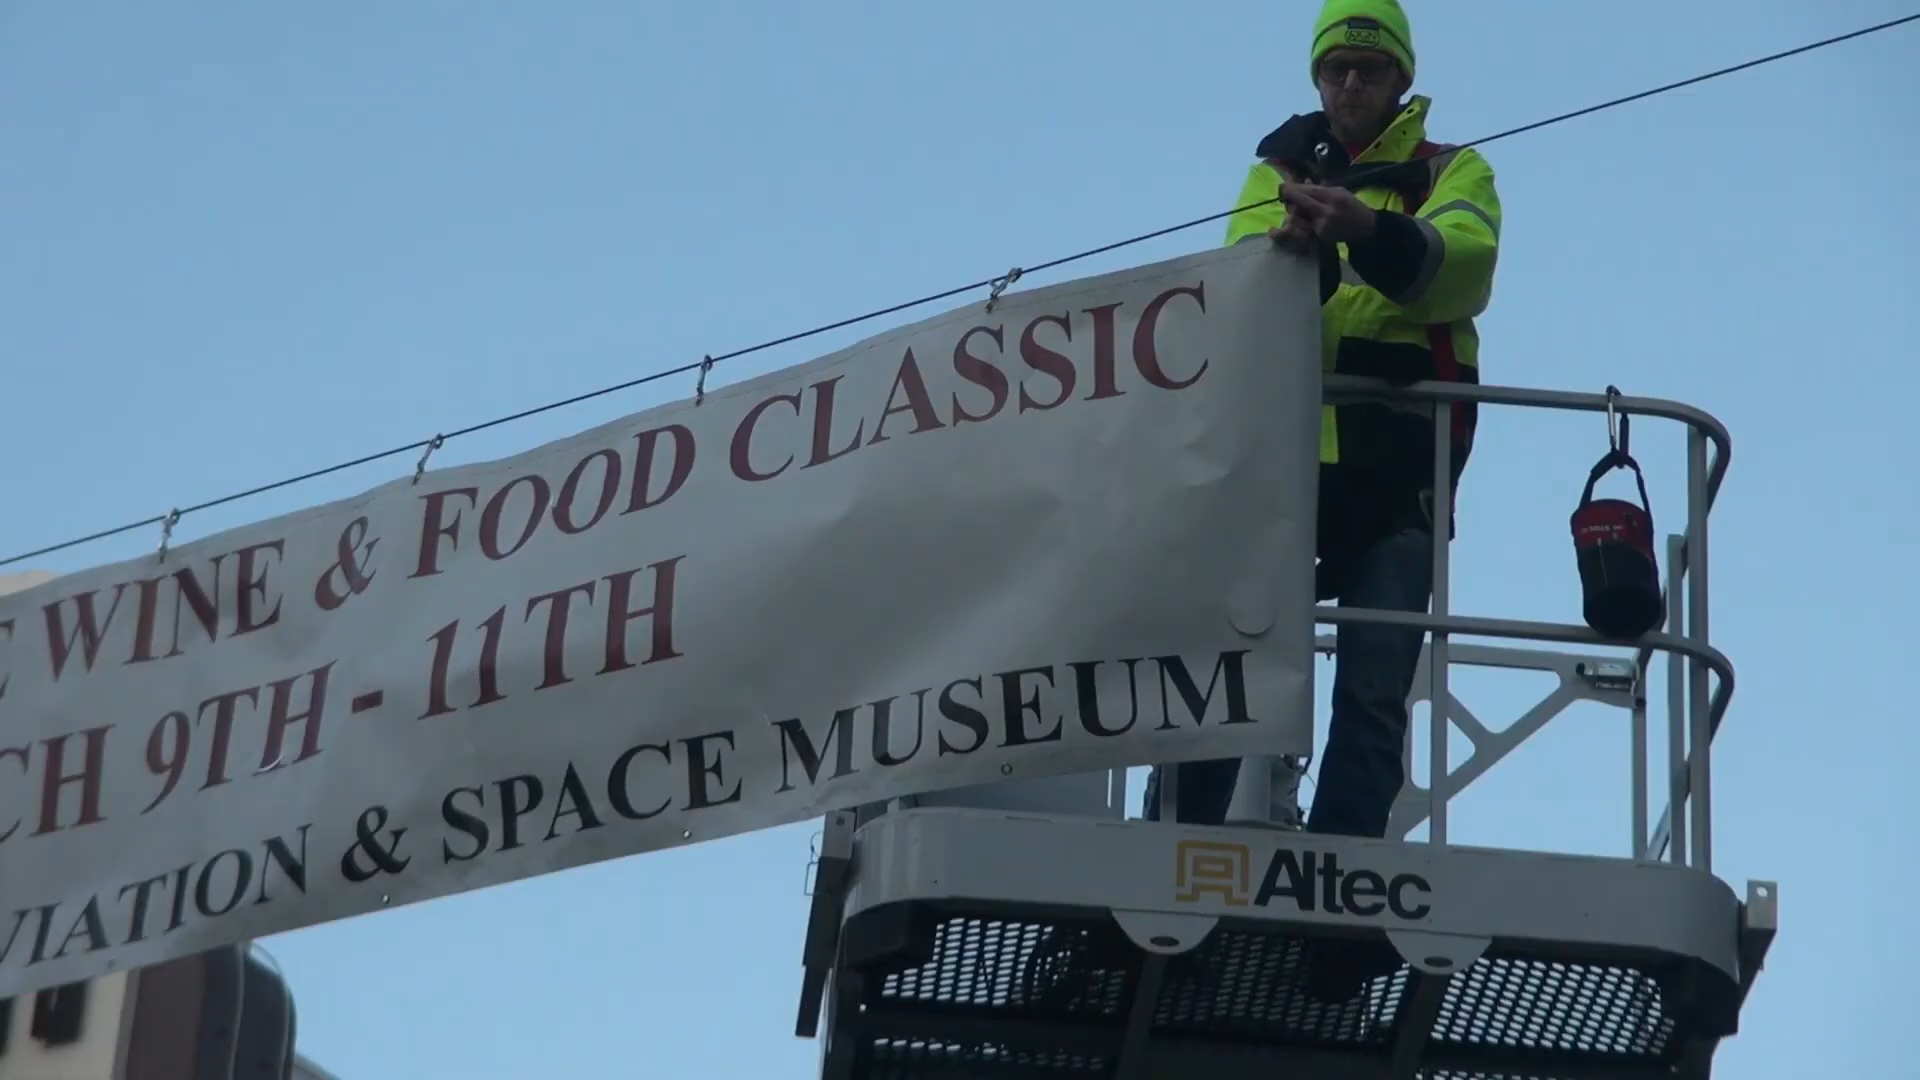 WINE & FOOD CLASSIC
CH 9TH - 11TH
VIATION & SPACE MUSEUM
Altec